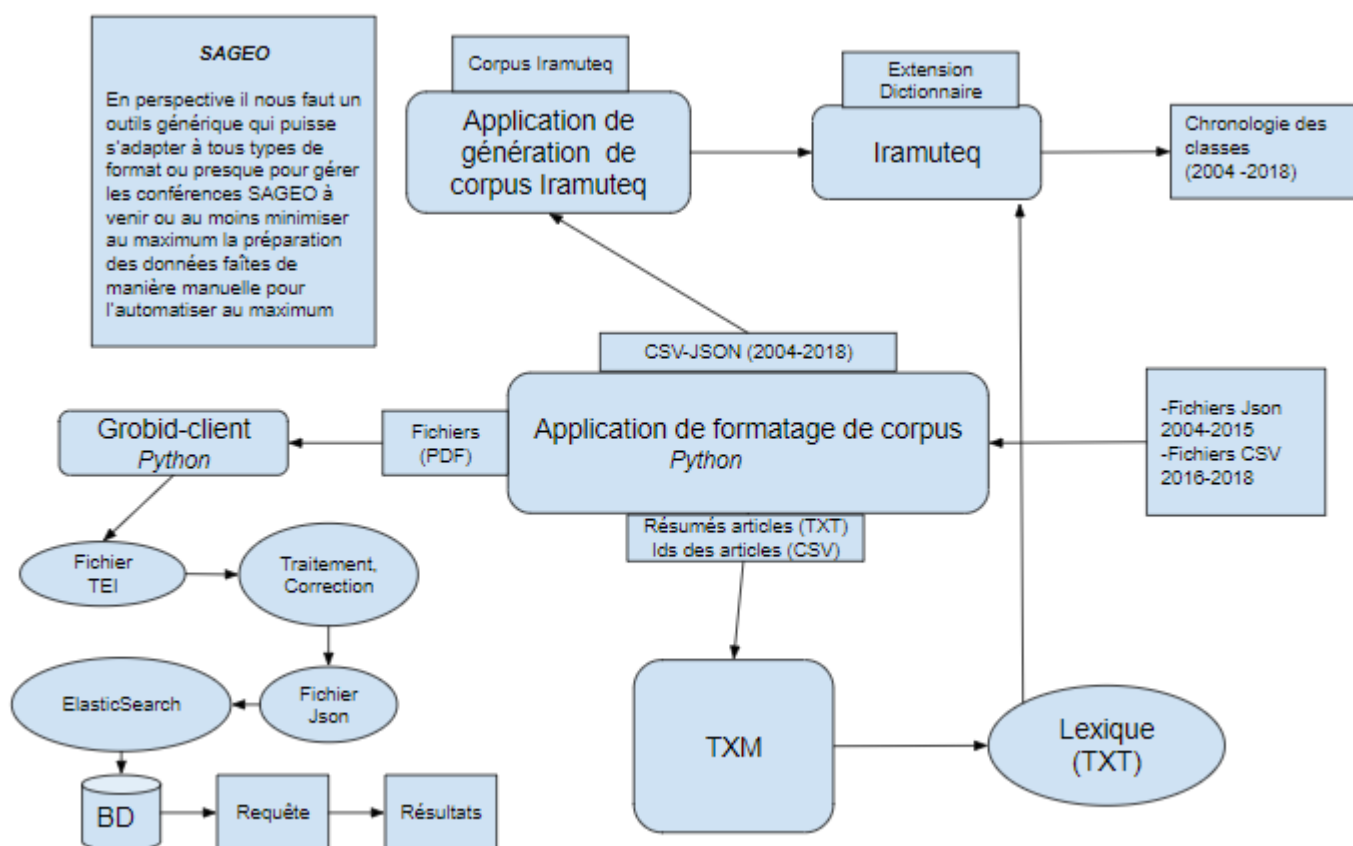 SAGEO
En perspective il nous faut un
outils générique qui puisse
s'adapter à tous types de
format ou presque pour gérer
les conférences SAGEO à
venir ou au moins minimiser
au maximum la préparation
des données faîtes de
manière manuelle pour
l'automatiser au maximum
Corpus Iramuteq
Application de
génération de
corpus Iramuteq
Extension
Dictionnaire
Iramuteq
Chronologie des
classes
(2004 -2018)
CSV-JSON (2004-2018)
Application de formatage de corpus
Python
Fichiers
(PDF)
Grobid-client
Python
-Fichiers Json
2004-2015
-Fichiers CSV
2016-2018
Résumés articles (TXT)
Ids des articles (CSV)
Fichier
TEI
Traitement,
Correction
Fichier
Json
ElasticSearch
BD
Requête
Résultats
TXM
Lexique
(TXT)